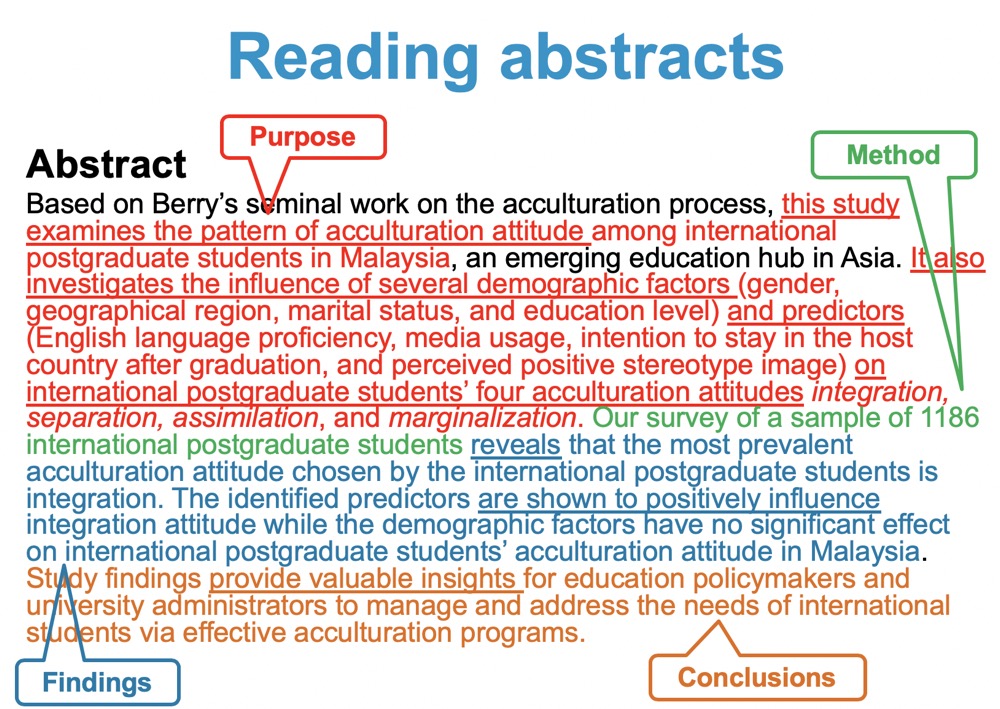 Reading abstracts
Purpose
Method
Abstract
Based on Berry’s seminal work on the acculturation process, this study
examines the pattern of acculturation attitude among international
postgraduate students in Malaysia, an emerging education hub in Asia. It also
investigates the influence of several demographic factors (gender,
geographical region, marital status, and education level) and predictors
(English language proficiency, media usage, intention to stay in the host
country after graduation, and perceived positive stereotype image) on
international postgraduate students’ four acculturation attitudes integration,
separation, assimilation, and marginalization. Our survey of a sample of 1186
international postgraduate students reveals that the most prevalent
acculturation attitude chosen by the international postgraduate students is
integration. The identified predictors are shown to positively influence
integration attitude while the demographic factors have no significant effect
on international postgraduate students’ acculturation attitude in Malaysia.
Study findings provide valuable insights for education policymakers and
university administrators to manage and address the needs of international
students via effective acculturation programs.
Findings
Conclusions